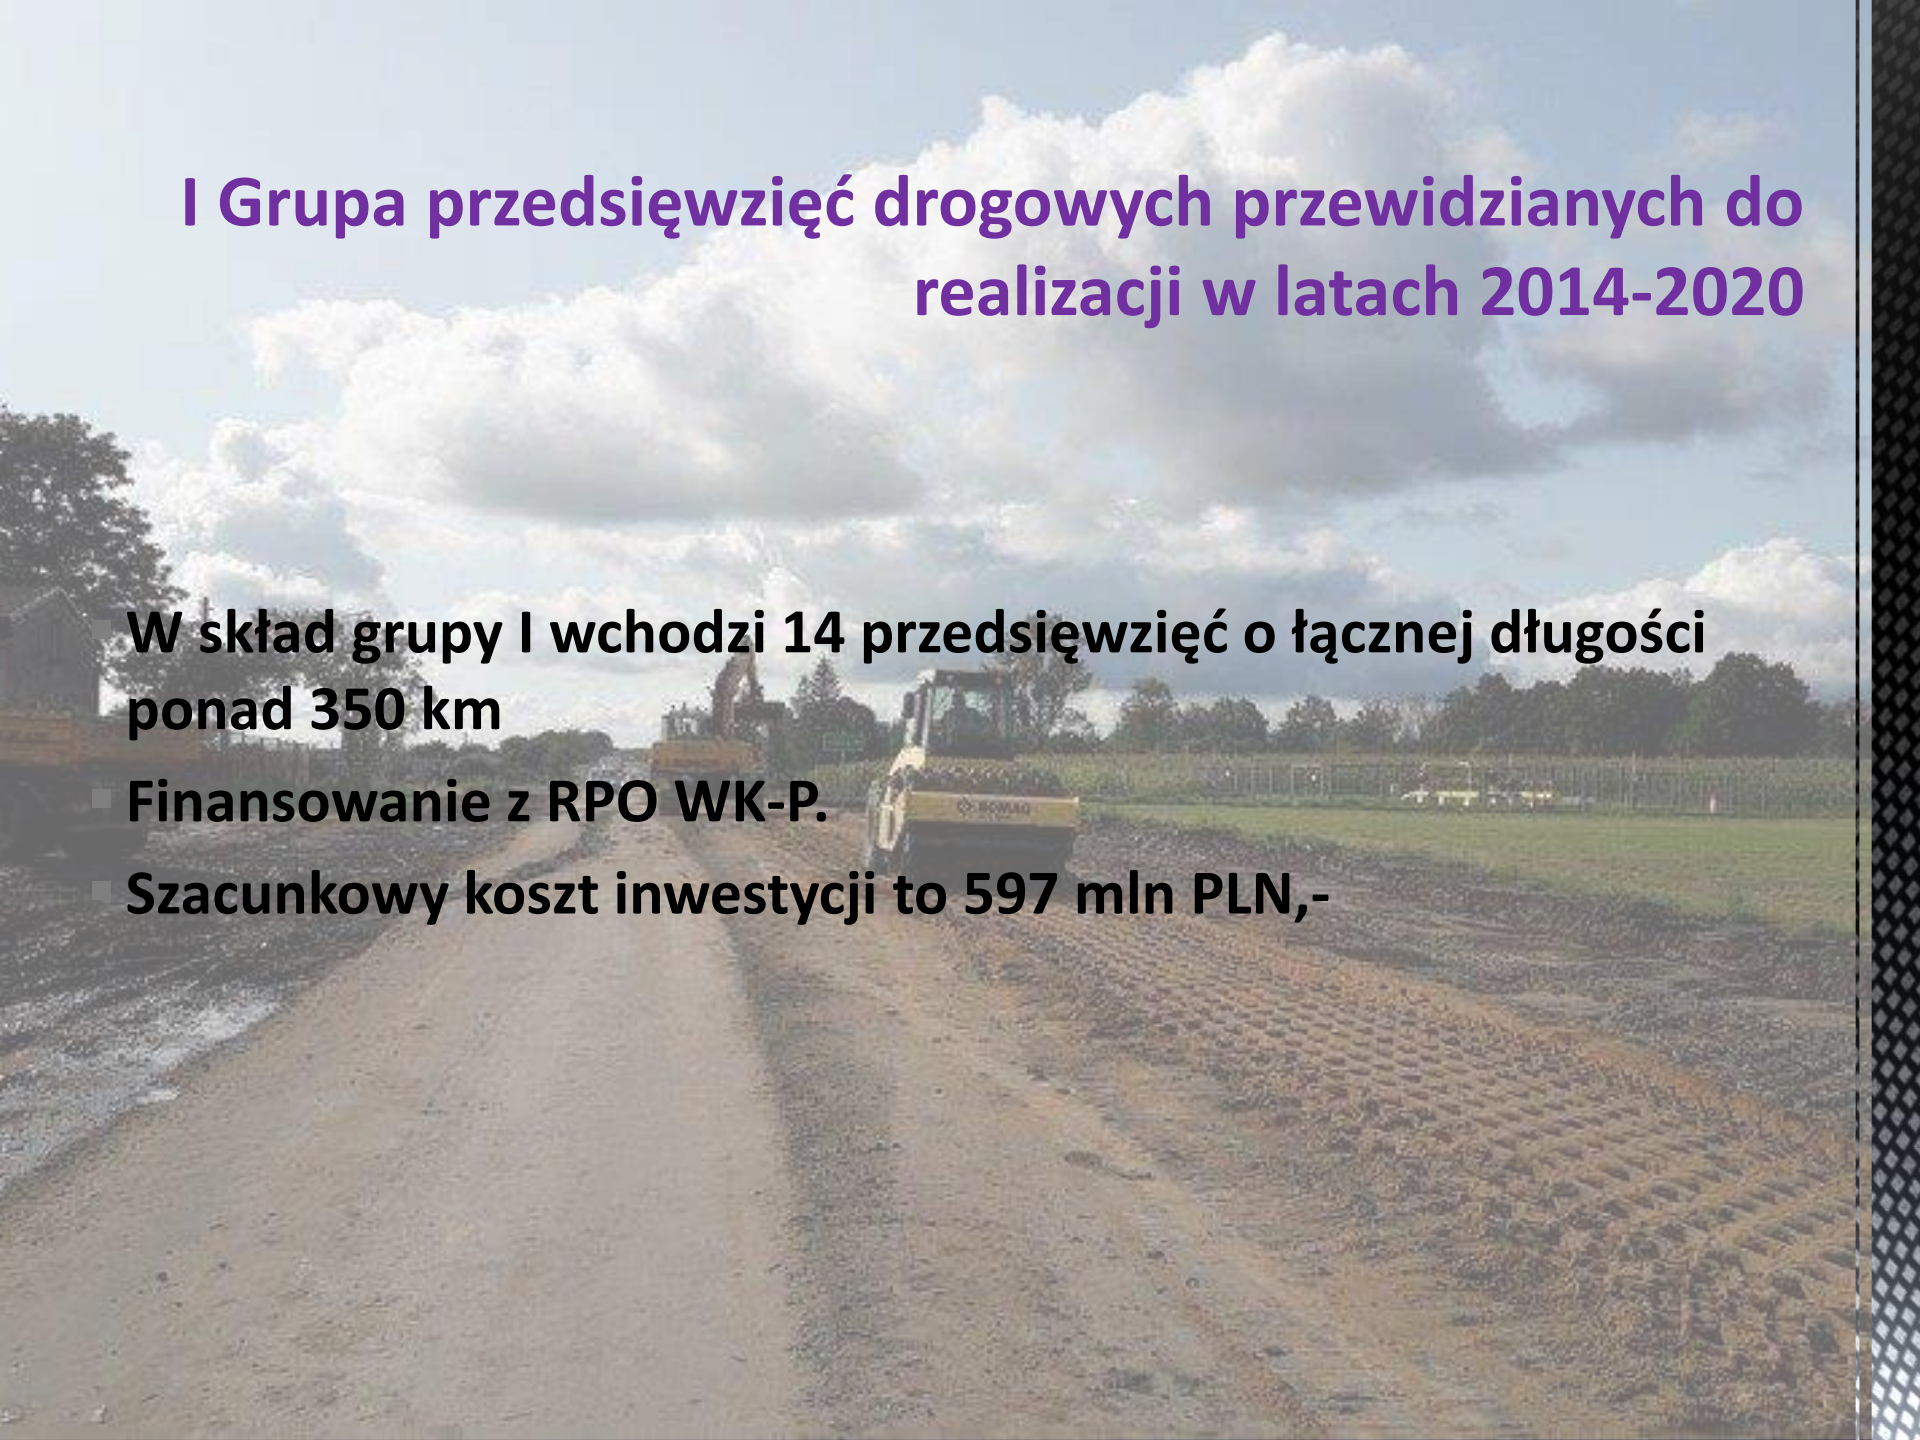 I Grupa przedsięwzięć drogowych przewidzianych do
realizacji w latach 2014-2020
W skład grupy I wchodzi 14 przedsięwzięć o łącznej długości
ponad 350 km
Finansowanie z RPO WK-P.
BOMAG
Szacunkowy koszt inwestycji to 597 mln PLN,-